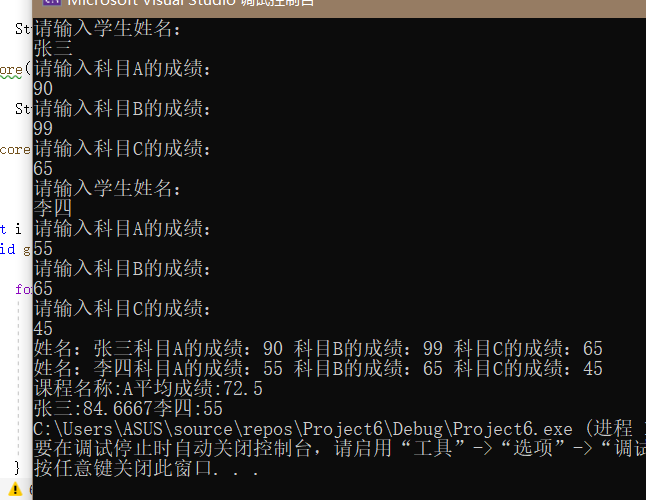 Microsoft Visual Studio 调试控制台
请输入学生姓名:
张三
请输入科目A的成绩:
90
请输入科目B的成绩:
99
请输入科目C的成绩:
65
请输入学生姓名:
李四
请输入科目A的成绩:
55
请输入科目B的成绩:
65
请输入科目C的成绩:
45
姓名: 张三科目A的成绩: 90 科目B的成绩: 99 科目C的成绩: 65
姓名: 李四科目A的成绩: 55 科目B的成绩: 65 科目C的成绩: 45
课程名称:A平均成绩:72.5
张三:84.6667李四:55
C:\Users\ASUS\source\repos\Project6\Debug\Project6.exe (进程
要在调试停止时自动关闭控制台, 请启用“工具”->“选项”->“调试
按任意键关闭此窗口. . .
St
ore(
St
core
t i
id g
fo
}